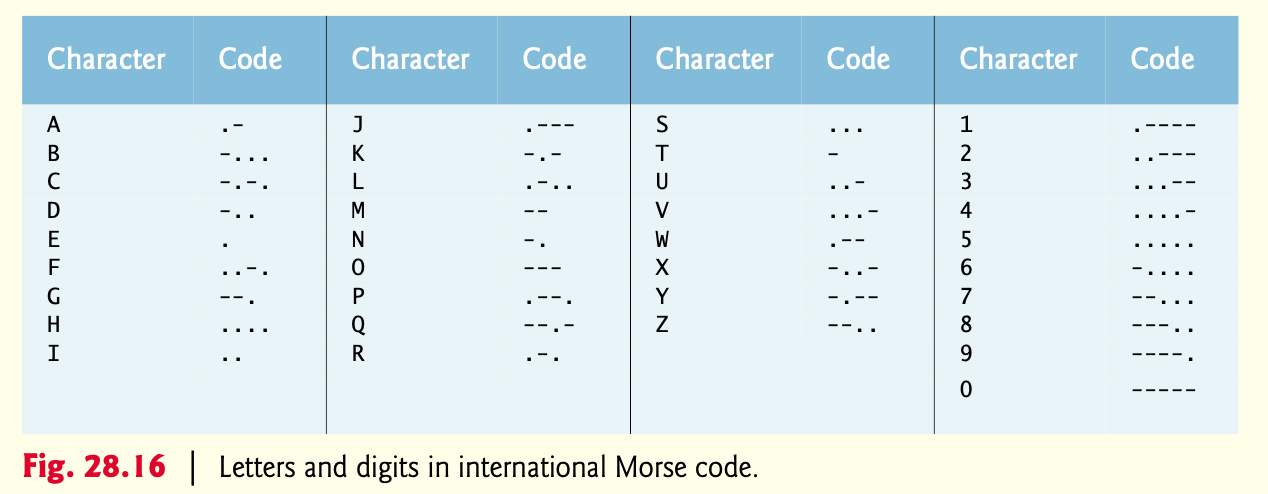 Character Code Character Code Character Code Character Code
A .- J .--- S ... 1 .----
B -... K -.- T - 2 ..---
C -.-. L .-.. U ..- 3 ...--
D -.. M -- V ...- 4 ....-
E . N -. W .-- 5 .....
F ..-. O --- X -..- 6 -....
G --. P .--. Y -.-- 7 --...
H .... Q --.- Z --.. 8 ---..
I .. R .-. 9 ----.
0 -----
Fig. 28.16 | Letters and digits in international Morse code.